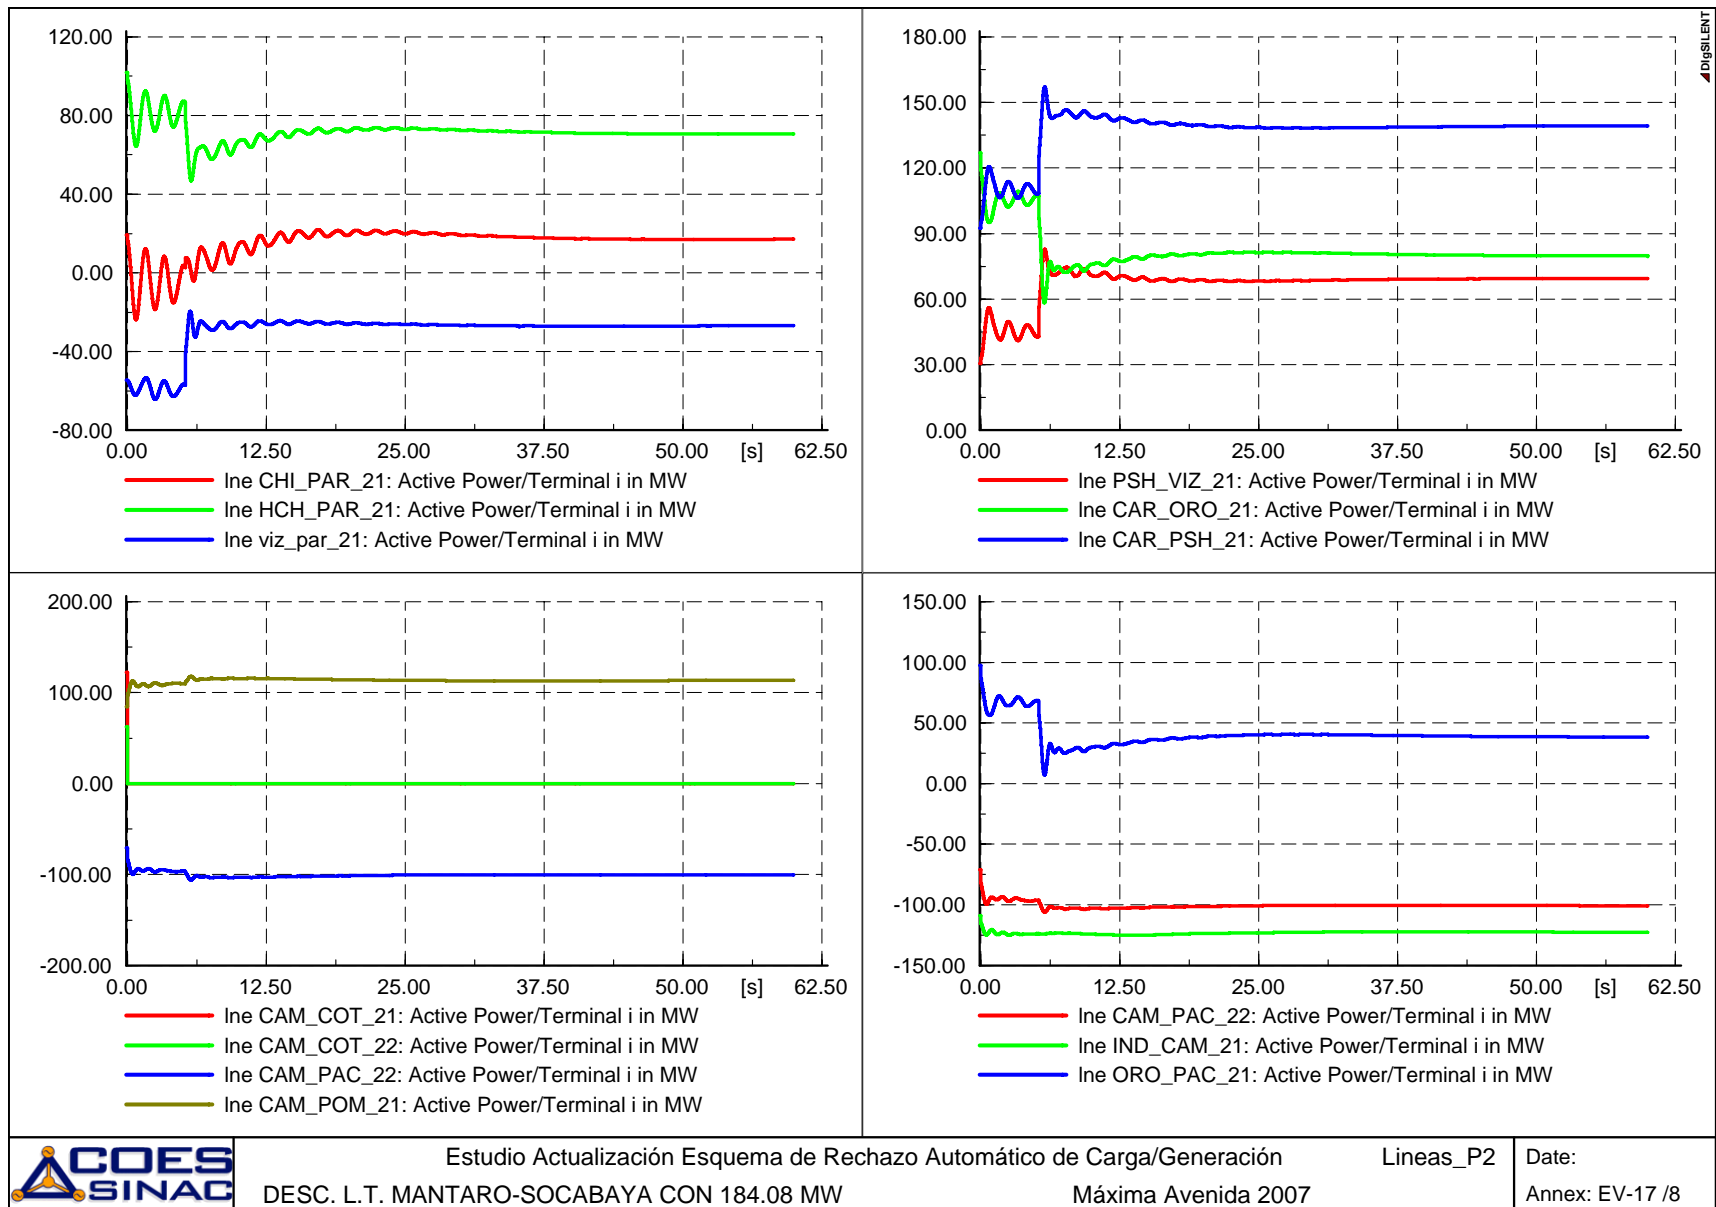 DIgSILENT
120.00
80.00
40.00
0.00
-40.00
-80.00
0.00 12.50 25.00 37.50 50.00 [s] 62.50
lne CHI_PAR_21: Active Power/Terminal i in MW
lne HCH_PAR_21: Active Power/Terminal i in MW
lne viz_par_21: Active Power/Terminal i in MW
180.00
150.00
120.00
90.00
60.00
30.00
0.00
0.00 12.50 25.00 37.50 50.00 [s] 62.50
lne PSH_VIZ_21: Active Power/Terminal i in MW
lne CAR_ORO_21: Active Power/Terminal i in MW
lne CAR_PSH_21: Active Power/Terminal i in MW
200.00
100.00
0.00
-100.00
-200.00
0.00 12.50 25.00 37.50 50.00 [s] 62.50
lne CAM_COT_21: Active Power/Terminal i in MW
lne CAM_COT_22: Active Power/Terminal i in MW
lne CAM_PAC_22: Active Power/Terminal i in MW
lne CAM_POM_21: Active Power/Terminal i in MW
150.00
100.00
50.00
0.00
-50.00
-100.00
-150.00
0.00 12.50 25.00 37.50 50.00 [s] 62.50
lne CAM_PAC_22: Active Power/Terminal i in MW
lne IND_CAM_21: Active Power/Terminal i in MW
lne ORO_PAC_21: Active Power/Terminal i in MW
COES
SINAC
Estudio Actualización Esquema de Rechazo Automático de Carga/Generación Lineas_P2
DESC. L.T. MANTARO-SOCABAYA CON 184.08 MW Máxima Avenida 2007
Date:
Annex: EV-17 /8